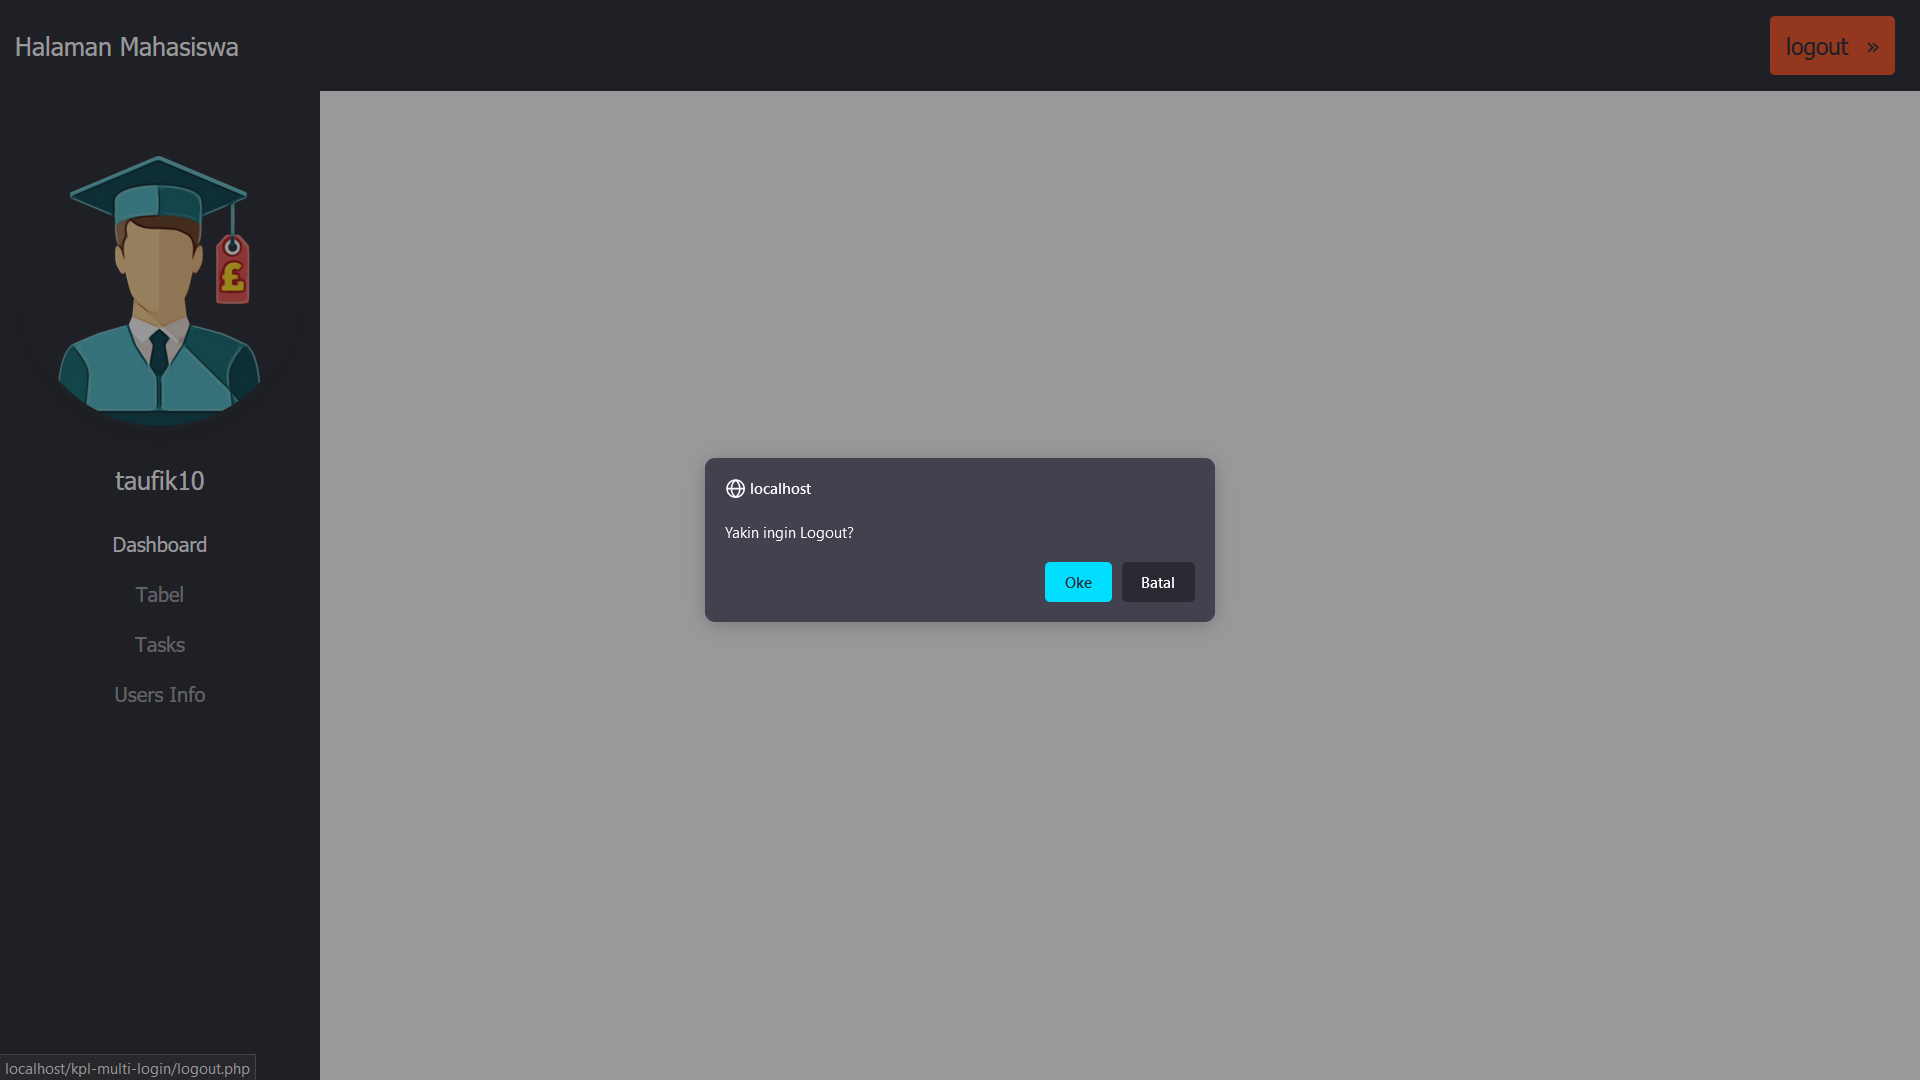 Halaman Mahasiswa
logout »
£
taufik10
Dashboard
Tabel
Tasks
Users Info
localhost
Yakin ingin Logout?
Oke
Batal
localhost/kpl-multi-login/logout.php